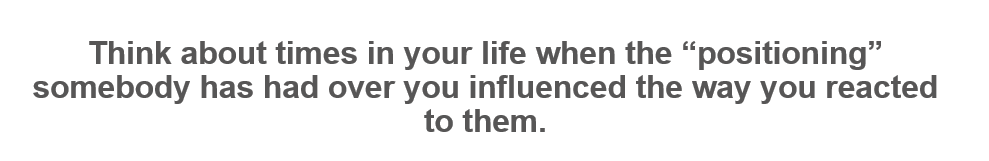 Think about times in your life when the “positioning”
somebody has had over you influenced the way you reacted
to them.